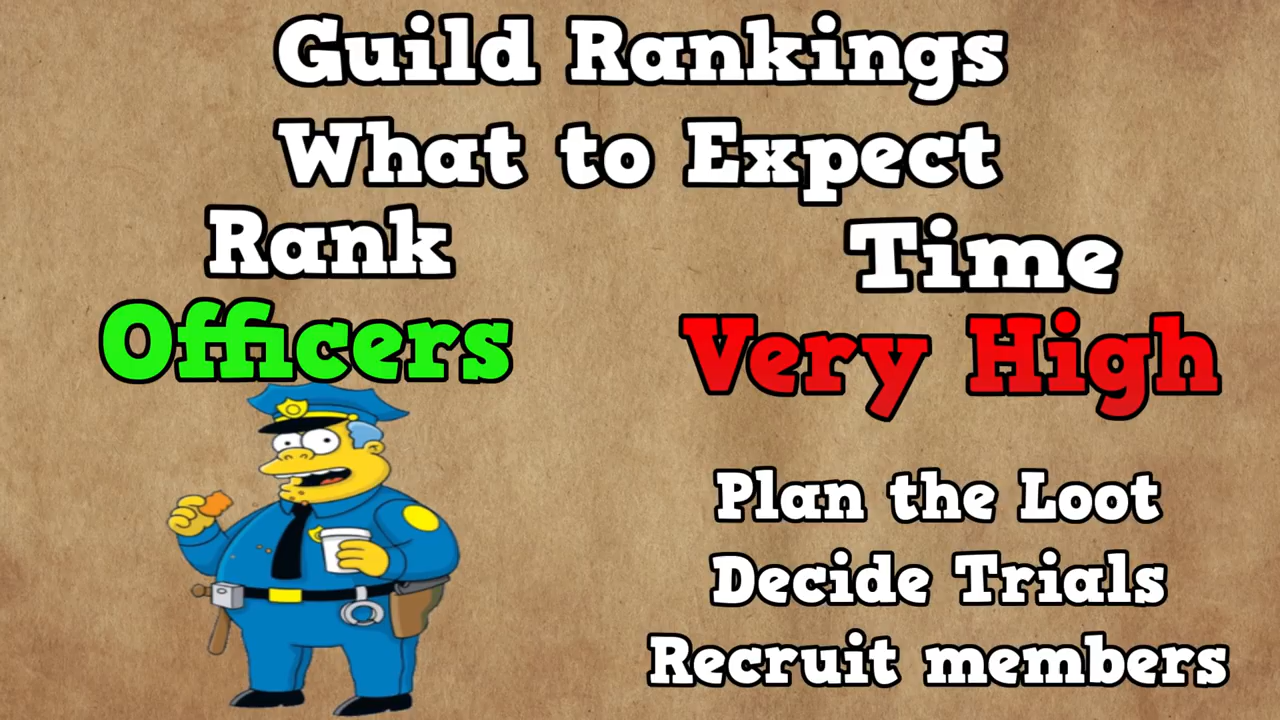 Guild Rankings
What to Expect
Rank
Time
Officers
Very High
Plan the Loot
Decide Trials
Recruit members